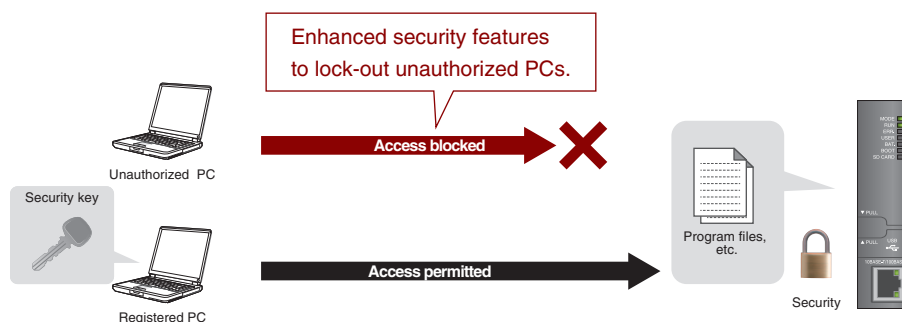 Enhanced security features
to lock-out unauthorized PCs.
Access blocked
Unauthorized PC
Security key
Access permitted
Registered PC
Program files,
etc.
Security
MODE
RUN
ERR.
USER
BAT.
BOOT
SD CARD
▼ PULL
▲ PULL
USB